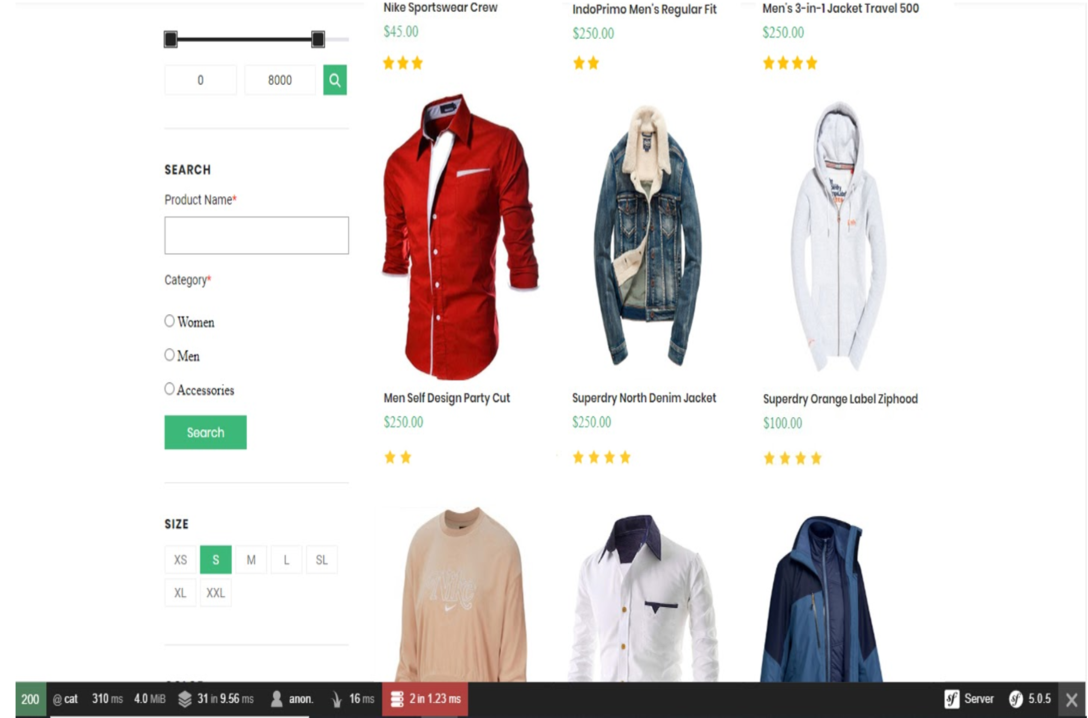 Nike Sportswear Crew
$45.00
IndoPrimo Men's Regular Fit
$250.00
Men's 3-in-1 Jacket Travel 500
$250.00
0
8000
SEARCH
Product Name*
Category*
Women
Men
Accessories
Search
Men Self Design Party Cut
$250.00
Superdry North Denim Jacket
$250.00
Superdry Orange Label Ziphood
$100.00
SIZE
XS S M L SL
XL XXL
200 @ cat 310 ms 4.0 MiB 31 in 9.56 ms anon. 16 ms 2 in 1.23 ms sf Server sf 5.0.5